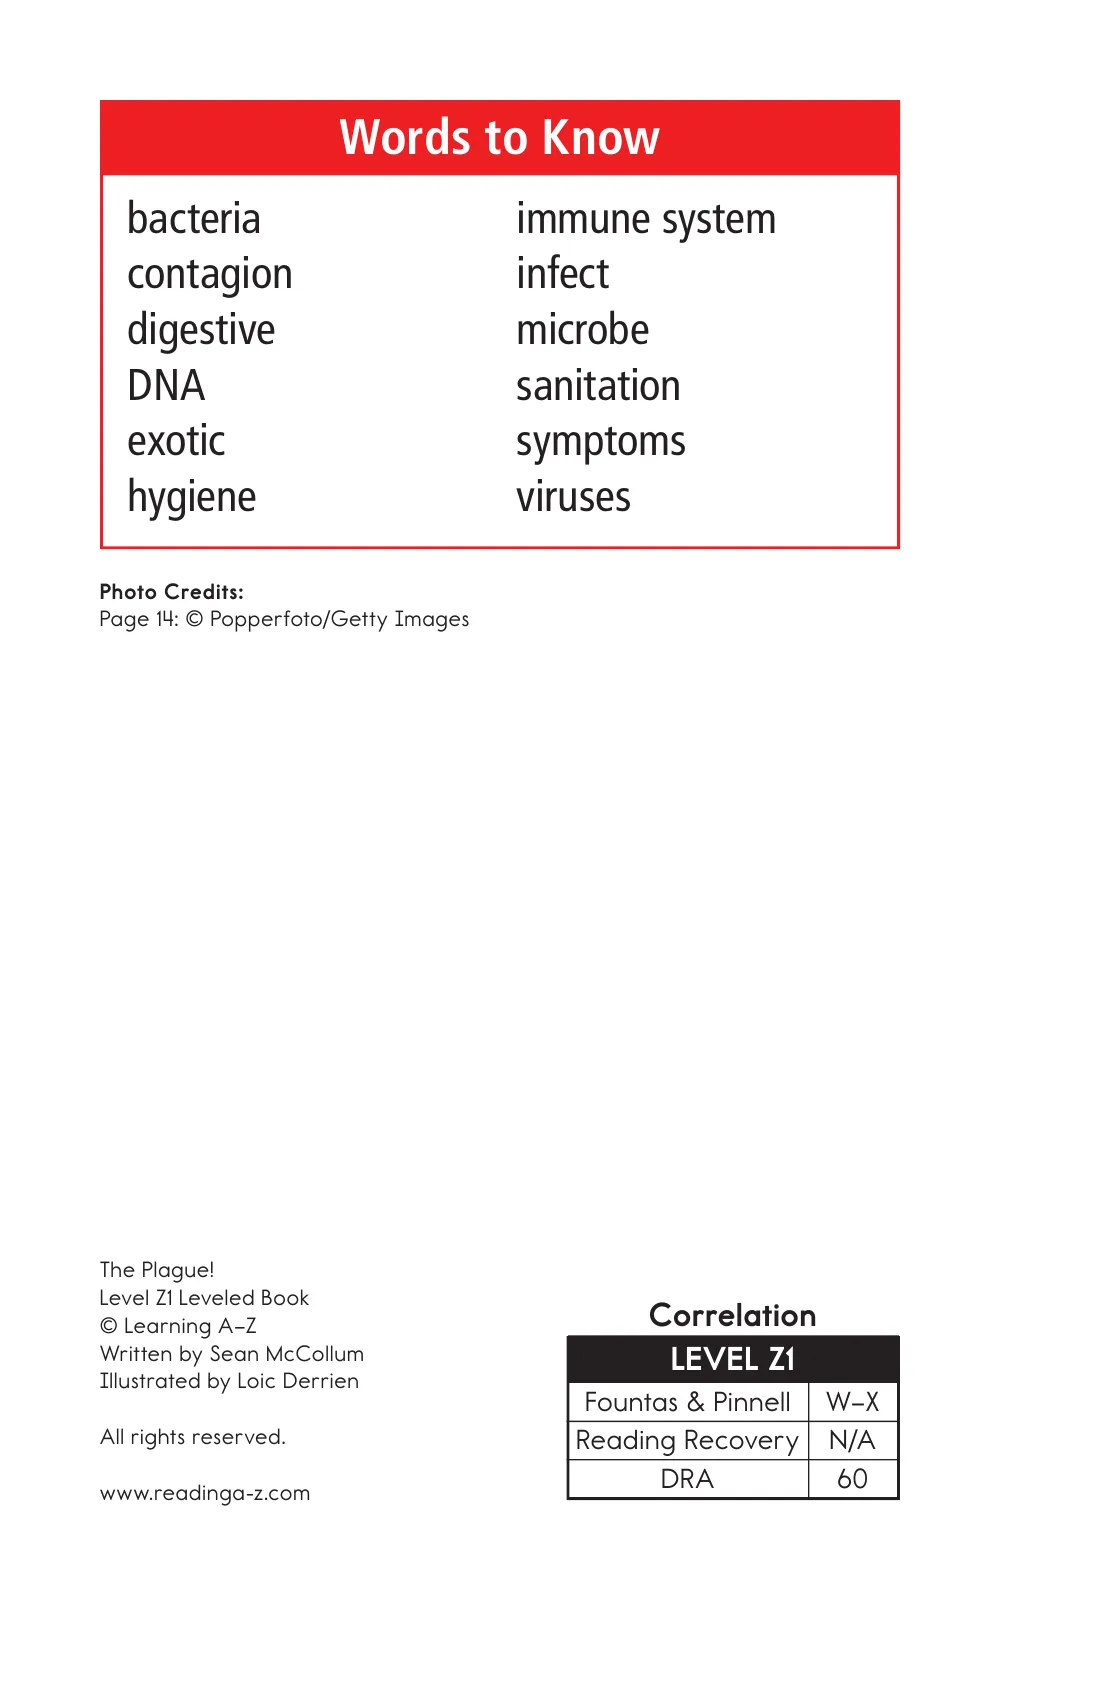 Words to Know
bacteria
contagion
digestive
DNA
exotic
hygiene
immune system
infect
microbe
sanitation
symptoms
viruses
Photo Credits:
Page 14: © Popperfoto/Getty Images
The Plague!
Level Z1 Leveled Book
© Learning A–Z
Written by Sean McCollum
Illustrated by Loic Derrien
All rights reserved.
www.readinga-z.com
Correlation
LEVEL Z1
Fountas & Pinnell W–X
Reading Recovery N/A
DRA 60